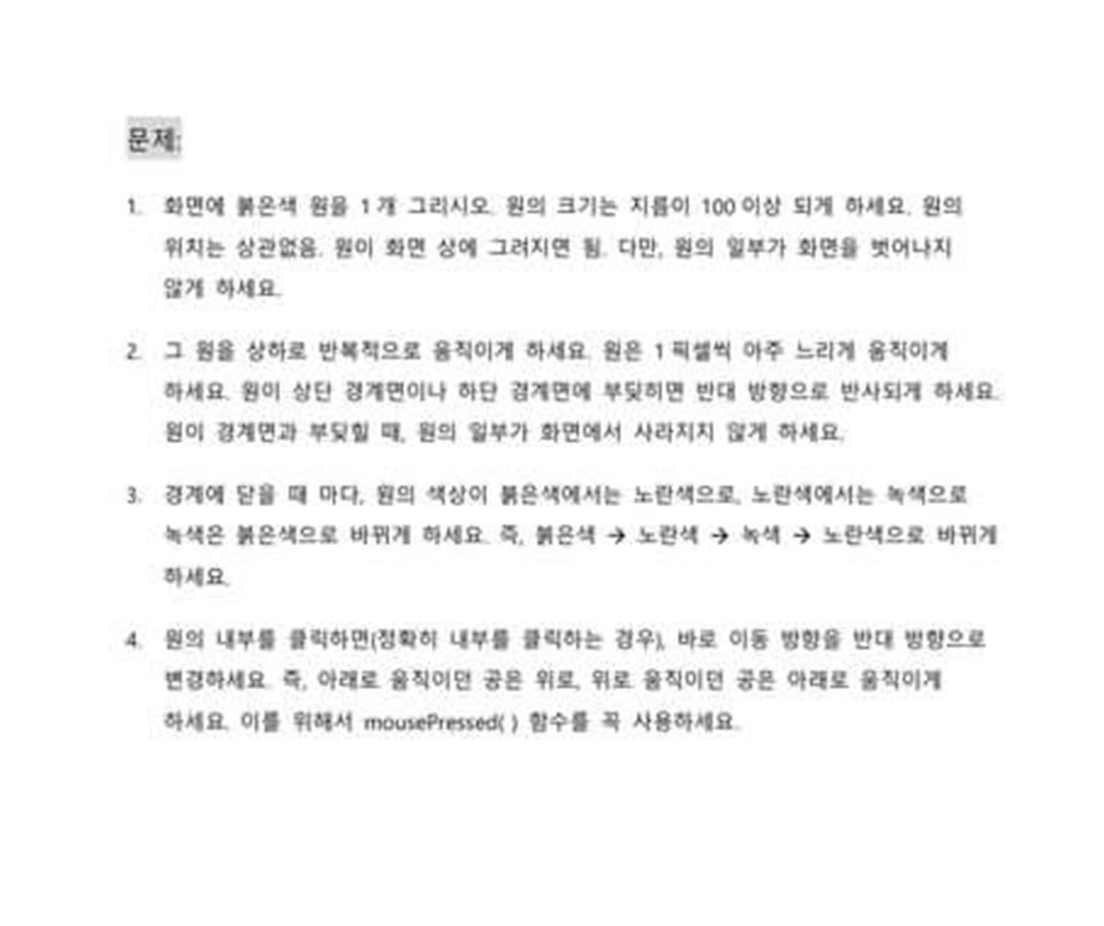 문제:
1. 화면에 붉은색 원을 1개 그리시오. 원의 크기는 지름이 100이상 되게 하세요. 원의
위치는 상관없음. 원이 화면 상에 그려지면 됨. 다만, 원의 일부가 화면을 벗어나지
않게 하세요.
2. 그 원을 상하로 반복적으로 움직이게 하세요. 원은 1픽셀씩 아주 느리게 움직이게
하세요. 원이 상단 경계면이나 하단 경계면에 부딪히면 반대 방향으로 반사되게 하세요.
원이 경계면과 부딪힐 때, 원의 일부가 화면에서 사라지지 않게 하세요.
3. 경계에 닫을 때 마다, 원의 색상이 붉은색에서는 노란색으로, 노란색에서는 녹색으로
녹색은 붉은색으로 바뀌게 하세요. 즉, 붉은색 → 노란색 → 녹색 → 노란색으로 바뀌게
하세요.
4. 원의 내부를 클릭하면(정확히 내부를 클릭하는 경우), 바로 이동 방향을 반대 방향으로
변경하세요. 즉, 아래로 움직이던 공은 위로, 위로 움직이던 공은 아래로 움직이게
하세요. 이를 위해서 mousePressed( ) 함수를 꼭 사용하세요.